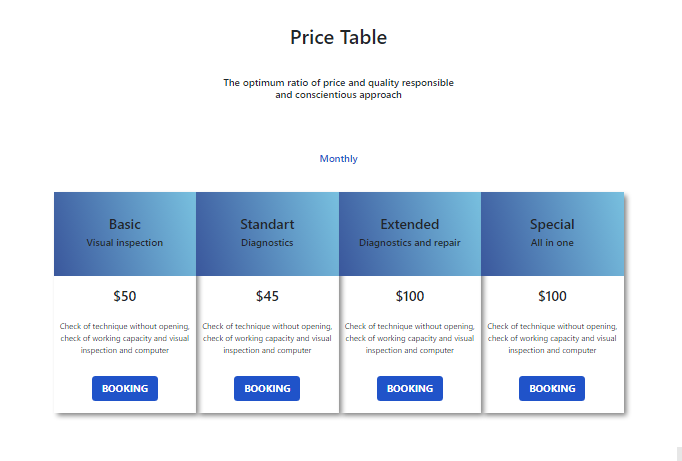 Price Table
The optimum ratio of price and quality responsible
and conscientious approach
Monthly
Basic
Visual inspection
$50
Check of technique without opening,
check of working capacity and visual
inspection and computer
BOOKING
Standart
Diagnostics
$45
Check of technique without opening,
check of working capacity and visual
inspection and computer
BOOKING
Extended
Diagnostics and repair
$100
Check of technique without opening,
check of working capacity and visual
inspection and computer
BOOKING
Special
All in one
$100
Check of technique without opening,
check of working capacity and visual
inspection and computer
BOOKING